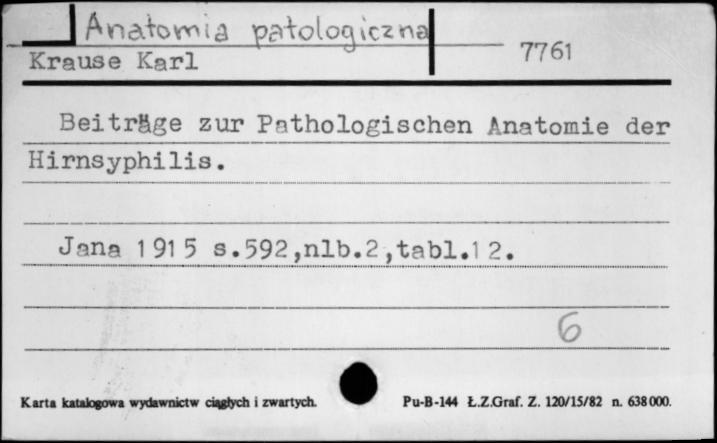 Anatomia patologiczna
Krause Karl 7761
Beiträge zur Pathologischen Anatomie der
Hirnsyphilis.
Jana 1915 s.592,nlb.2,tabl.12.
6
Karta katalogowa wydawnictw ciągłych i zwartych. Pu-B-144 Ł.Z.Graf. Z. 120/15/82 n. 638000.